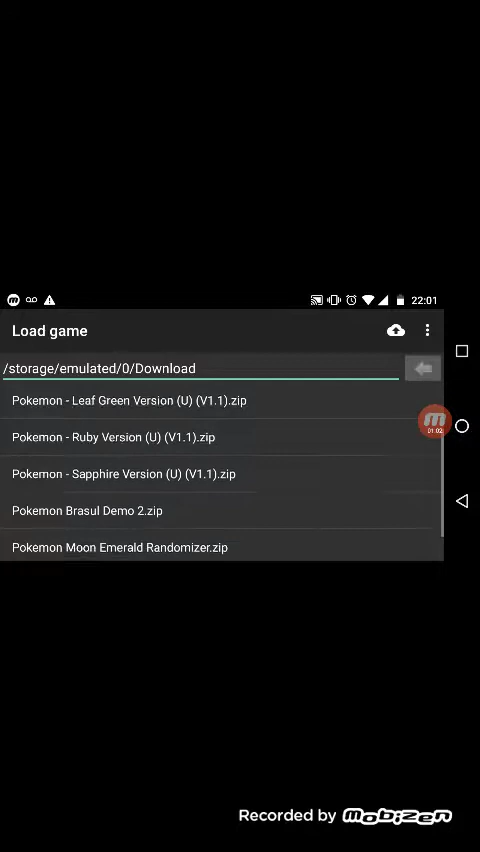 22:01
Load game
/storage/emulated/0/Download
Pokemon - Leaf Green Version (U) (V1.1).zip
01:02
Pokemon - Ruby Version (U) (V1.1).zip
Pokemon - Sapphire Version (U) (V1.1).zip
Pokemon Brasul Demo 2.zip
Pokemon Moon Emerald Randomizer.zip
Recorded by Mobizen